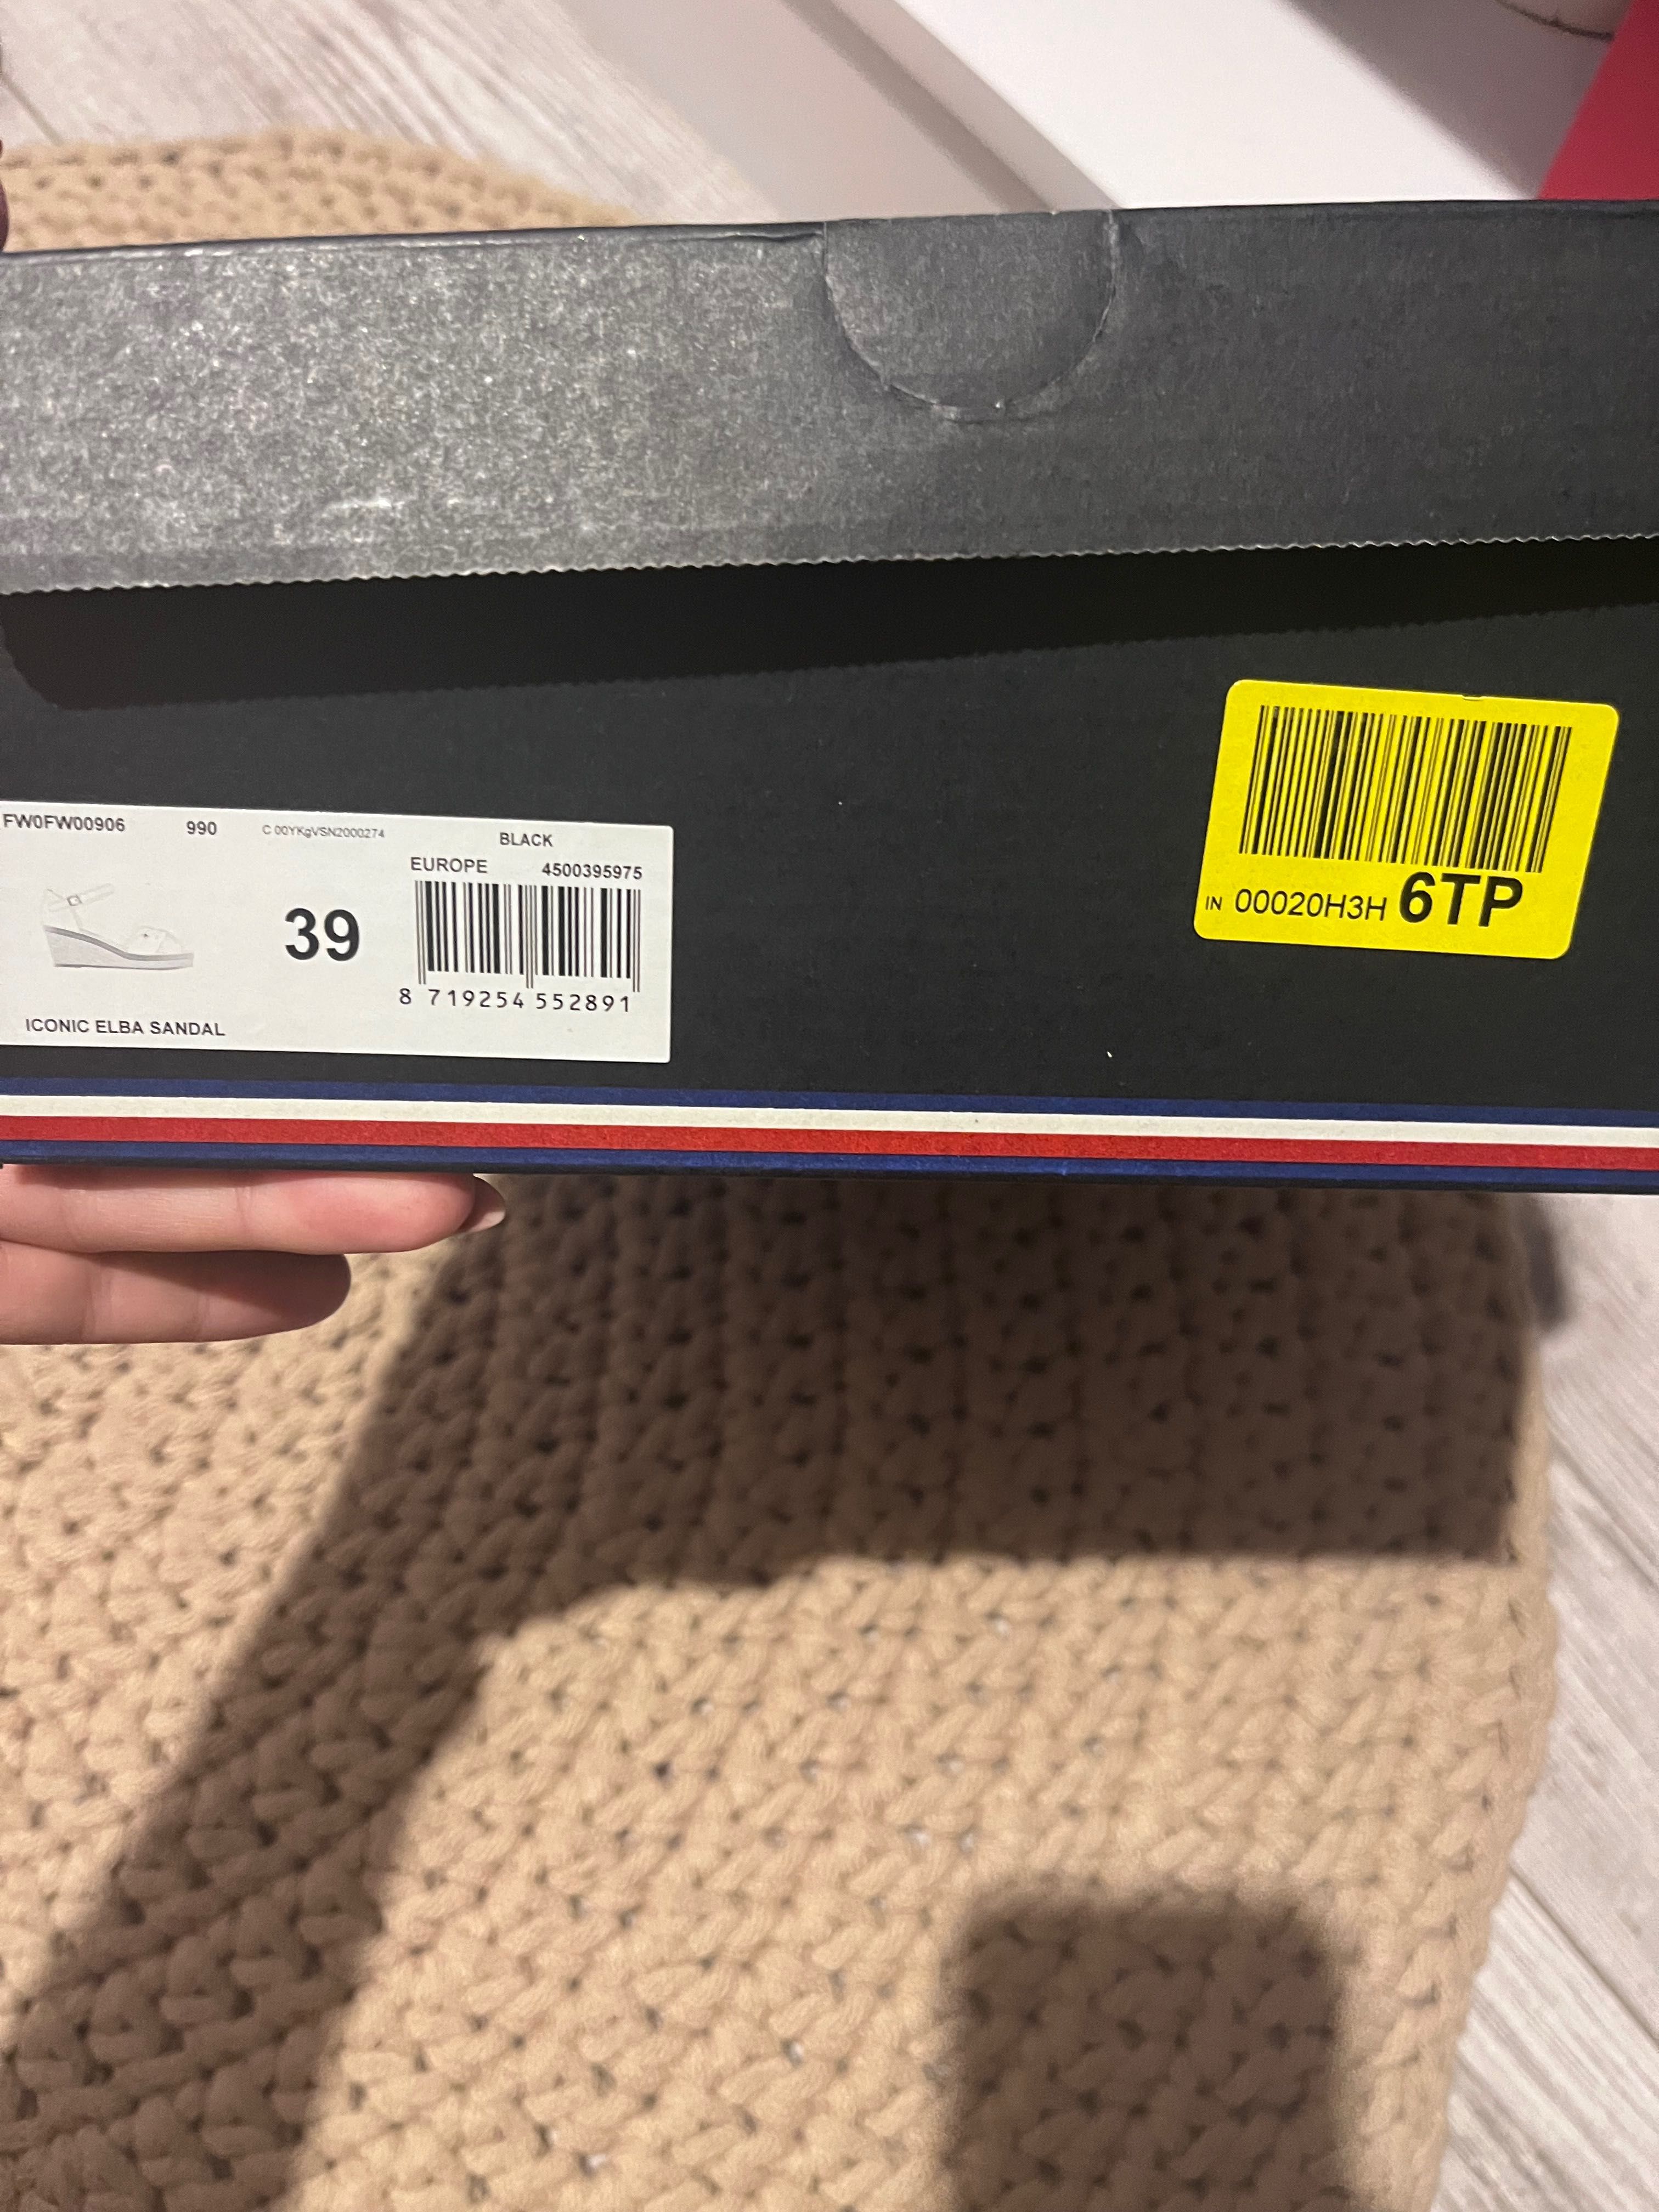 FW0FW00906 990 C 00YKgVSN2000274 BLACK
EUROPE 4500395975
39
8 719254 552891
ICONIC ELBA SANDAL
IN 00020H3H 6TP